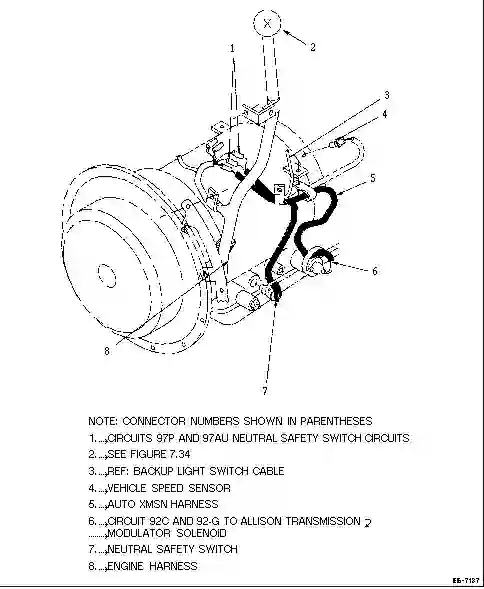 X
1
2
3
4
5
6
7
8
NOTE: CONNECTOR NUMBERS SHOWN IN PARENTHESES
1....,CIRCUITS 97P AND 97AU NEUTRAL SAFETY SWITCH CIRCUITS
2....,SEE FIGURE 7.34
3....,REF: BACKUP LIGHT SWITCH CABLE
4....,VEHICLE SPEED SENSOR
5....,AUTO XMSN HARNESS
6....,CIRCUIT 92C AND 92-G TO ALLISON TRANSMISSION
......,MODULATOR SOLENOID
7....,NEUTRAL SAFETY SWITCH
8....,ENGINE HARNESS
EG-7137